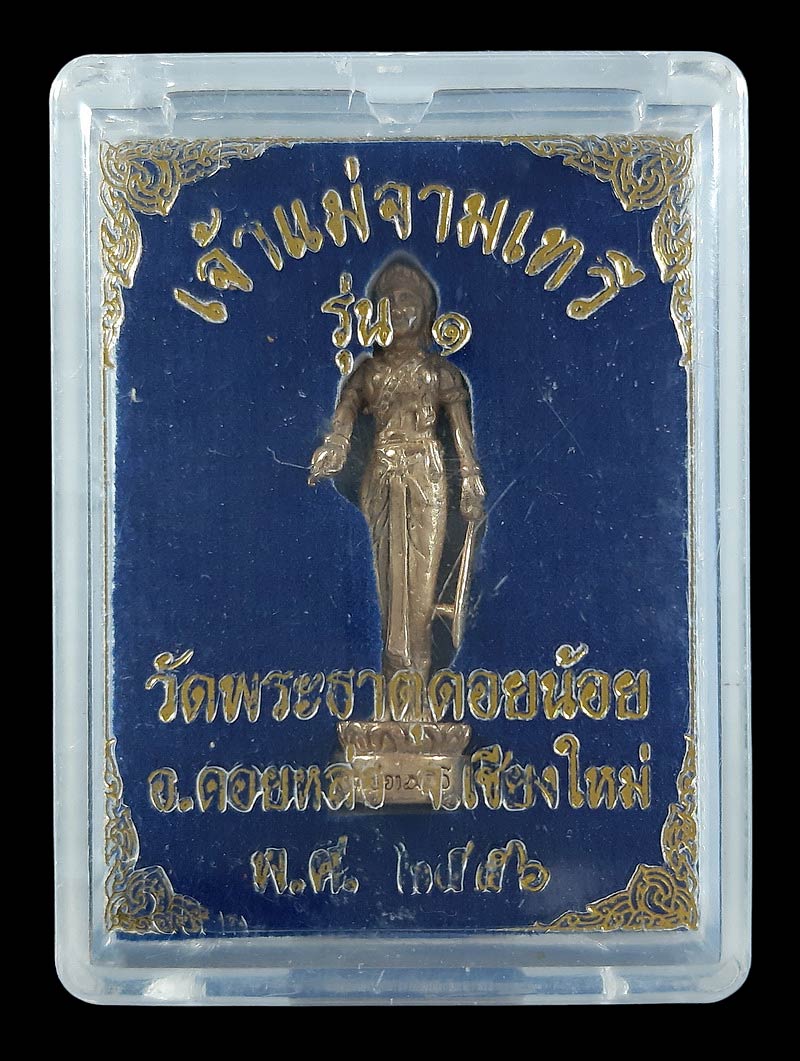 เจ้าแม่จามเทวี
รุ่น ๑
วัดพระธาตุดอยน้อย
อ.ดอยหล่อ จ.เชียงใหม่
พ.ศ. ๒๕๕๖